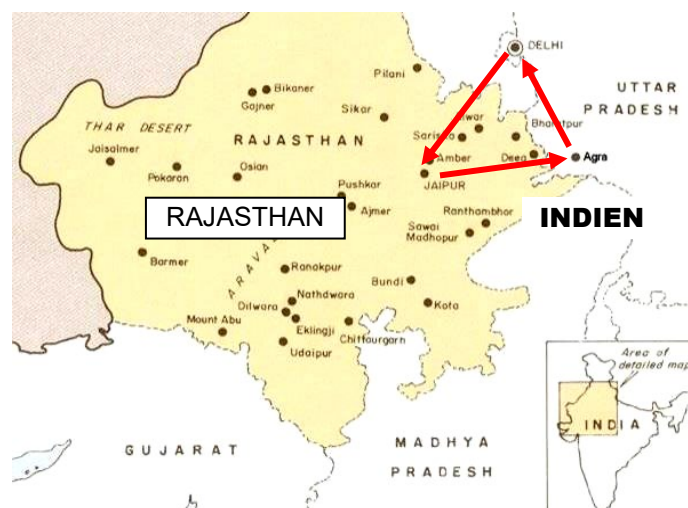 DELHI
Pilani
UTTAR
PRADESH
Bikaner
Gajner
Sikar
THAR DESERT
RAJASTHAN
Sariska
Bharatpur
Jaisalmer
Pokaran
Osian
Amber
Deeg
Agra
JAIPUR
Pushkar
Ajmer
RAJASTHAN
Ranthambhor
INDIEN
Sawai
Madhopur
Barmer
Ranakpur
Bundi
Nathdwara
Dilwara
Kota
Mount Abu
Eklingji
Chittaurgarh
Udaipur
Area of
detailed map
INDIA
GUJARAT
MADHYA
PRADESH